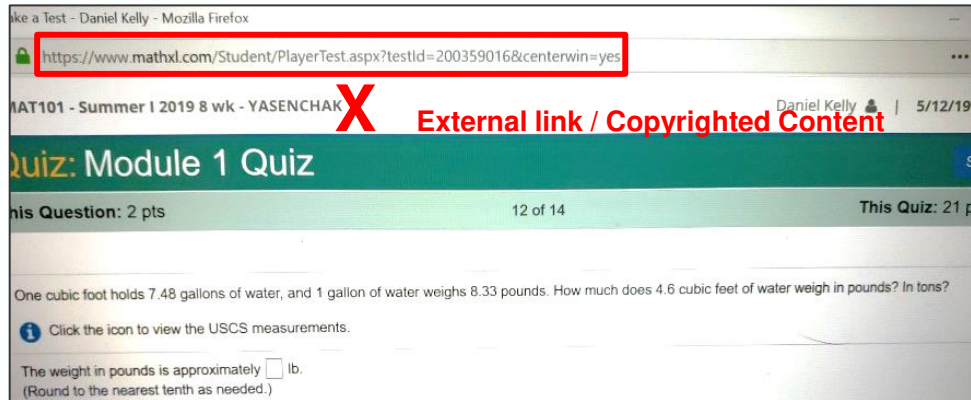 ake a Test - Daniel Kelly - Mozilla Firefox
https://www.mathxl.com/Student/PlayerTest.aspx?testId=200359016&centerwin=yes
MAT101 - Summer I 2019 8 wk - YASENCHAK
X
External link / Copyrighted Content
Daniel Kelly | 5/12/19
Quiz: Module 1 Quiz
S
his Question: 2 pts 12 of 14 This Quiz: 21 p
One cubic foot holds 7.48 gallons of water, and 1 gallon of water weighs 8.33 pounds. How much does 4.6 cubic feet of water weigh in pounds? In tons?
i Click the icon to view the USCS measurements.
The weight in pounds is approximately lb.
(Round to the nearest tenth as needed.)